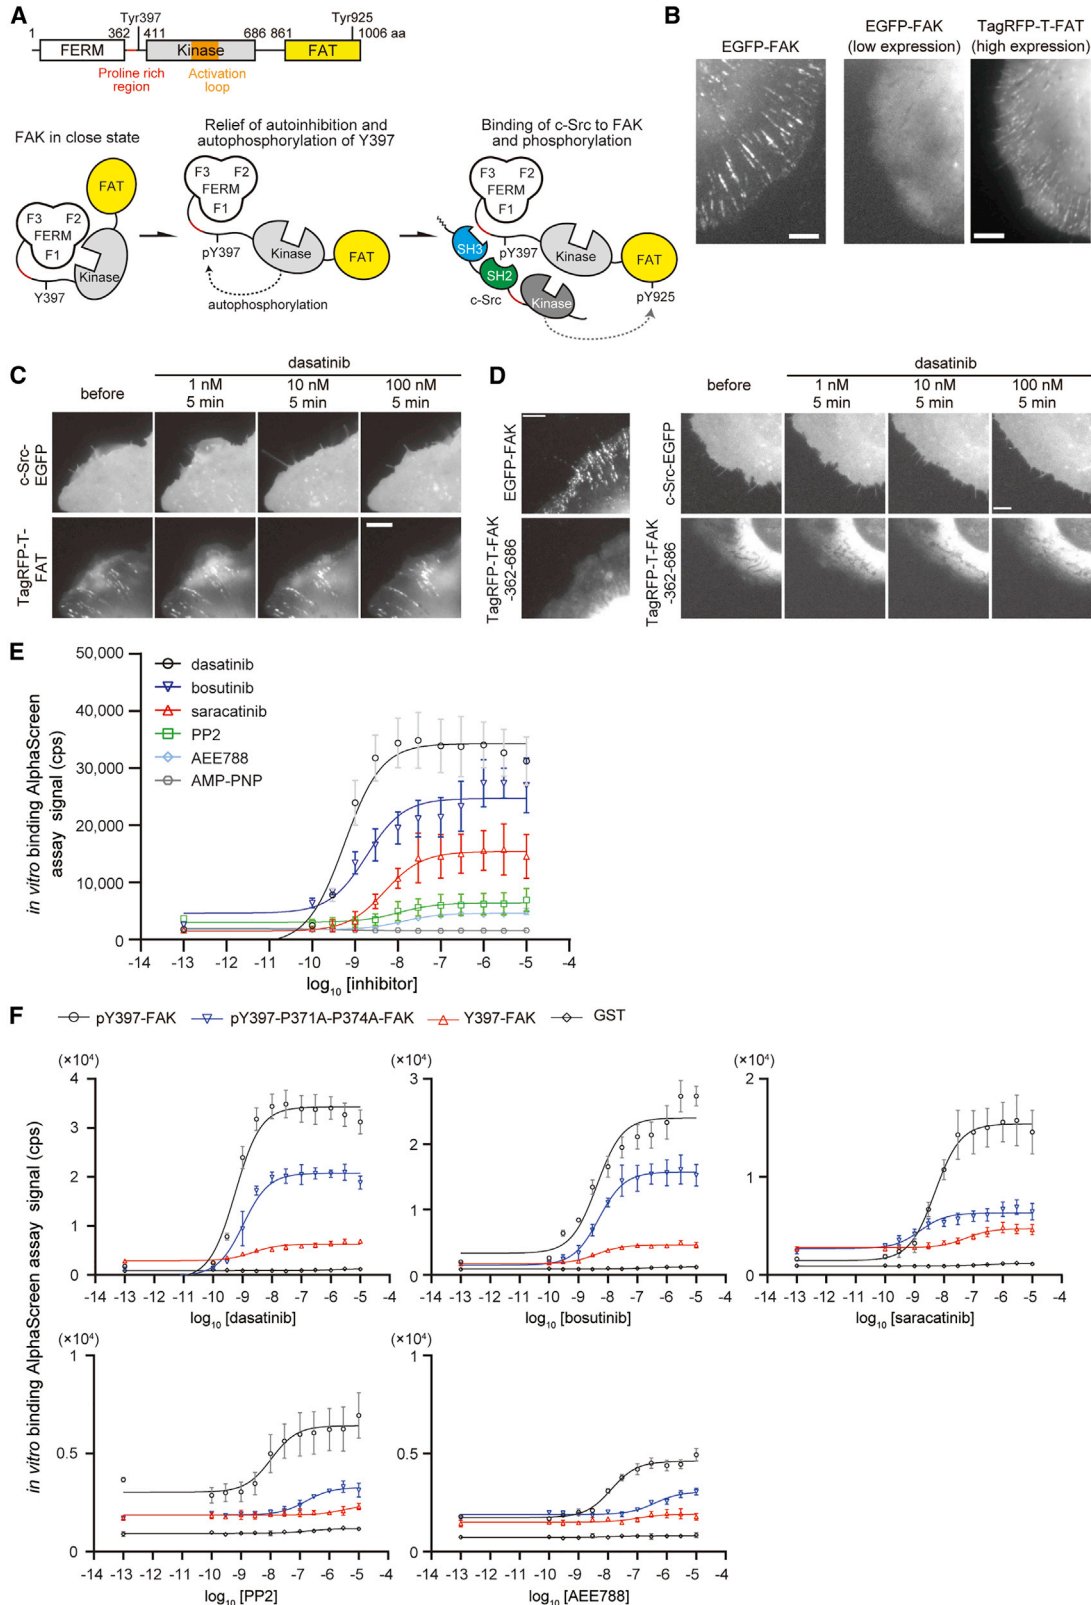 A
Tyr397
Tyr925
1
362
411
686
861
1006 aa
FERM
Kinase
FAT
Proline rich
region
Activation
loop
FAK in close state
Relief of autoinhibition and
autophosphorylation of Y397
Binding of c-Src to FAK
and phosphorylation
FAT
F3
F2
FERM
F1
Kinase
Y397
F3
F2
FERM
F1
pY397
Kinase
FAT
autophosphorylation
F3
F2
FERM
F1
SH3
pY397
Kinase
FAT
SH2
c-Src
Kinase
pY925
B
EGFP-FAK
EGFP-FAK
(low expression)
TagRFP-T-FAT
(high expression)
C
dasatinib
before
1 nM
5 min
10 nM
5 min
100 nM
5 min
c-Src-
EGFP
TagRFP-T-
FAT
D
dasatinib
before
1 nM
5 min
10 nM
5 min
100 nM
5 min
EGFP-FAK
TagRFP-T-FAK
-362-686
c-Src-EGFP
TagRFP-T-FAK
-362-686
E
in vitro binding AlphaScreen
assay signal (cps)
50,000
40,000
30,000
20,000
10,000
0
dasatinib
bosutinib
saracatinib
PP2
AEE788
AMP-PNP
-14 -13 -12 -11 -10 -9 -8 -7 -6 -5 -4
log10 [inhibitor]
F
pY397-FAK
pY397-P371A-P374A-FAK
Y397-FAK
GST
in vitro binding AlphaScreen assay signal (cps)
(×10⁴)
4
3
2
1
0
-14 -13 -12 -11 -10 -9 -8 -7 -6 -5 -4
log10 [dasatinib]
(×10⁴)
3
2
1
0
-14 -13 -12 -11 -10 -9 -8 -7 -6 -5 -4
log10 [bosutinib]
(×10⁴)
2
1
0
-14 -13 -12 -11 -10 -9 -8 -7 -6 -5 -4
log10 [saracatinib]
(×10⁴)
1
0.5
0
-14 -13 -12 -11 -10 -9 -8 -7 -6 -5 -4
log10 [PP2]
(×10⁴)
1
0.5
0
-14 -13 -12 -11 -10 -9 -8 -7 -6 -5 -4
log10 [AEE788]